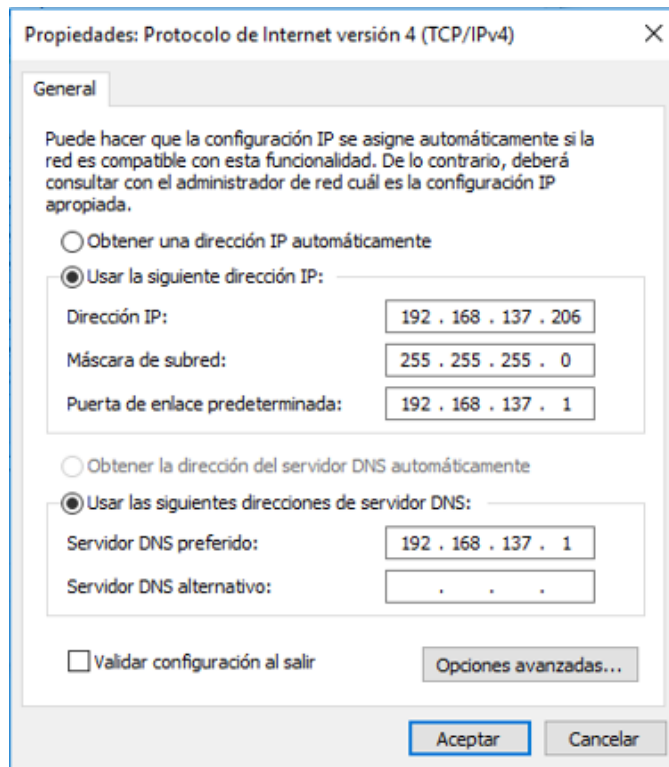 Propiedades: Protocolo de Internet versión 4 (TCP/IPv4)
General
Puede hacer que la configuración IP se asigne automáticamente si la
red es compatible con esta funcionalidad. De lo contrario, deberá
consultar con el administrador de red cuál es la configuración IP
apropiada.
Obtener una dirección IP automáticamente
Usar la siguiente dirección IP:
Dirección IP: 192 . 168 . 137 . 206
Máscara de subred: 255 . 255 . 255 . 0
Puerta de enlace predeterminada: 192 . 168 . 137 . 1
Obtener la dirección del servidor DNS automáticamente
Usar las siguientes direcciones de servidor DNS:
Servidor DNS preferido: 192 . 168 . 137 . 1
Servidor DNS alternativo: . . .
Validar configuración al salir Opciones avanzadas...
Aceptar Cancelar